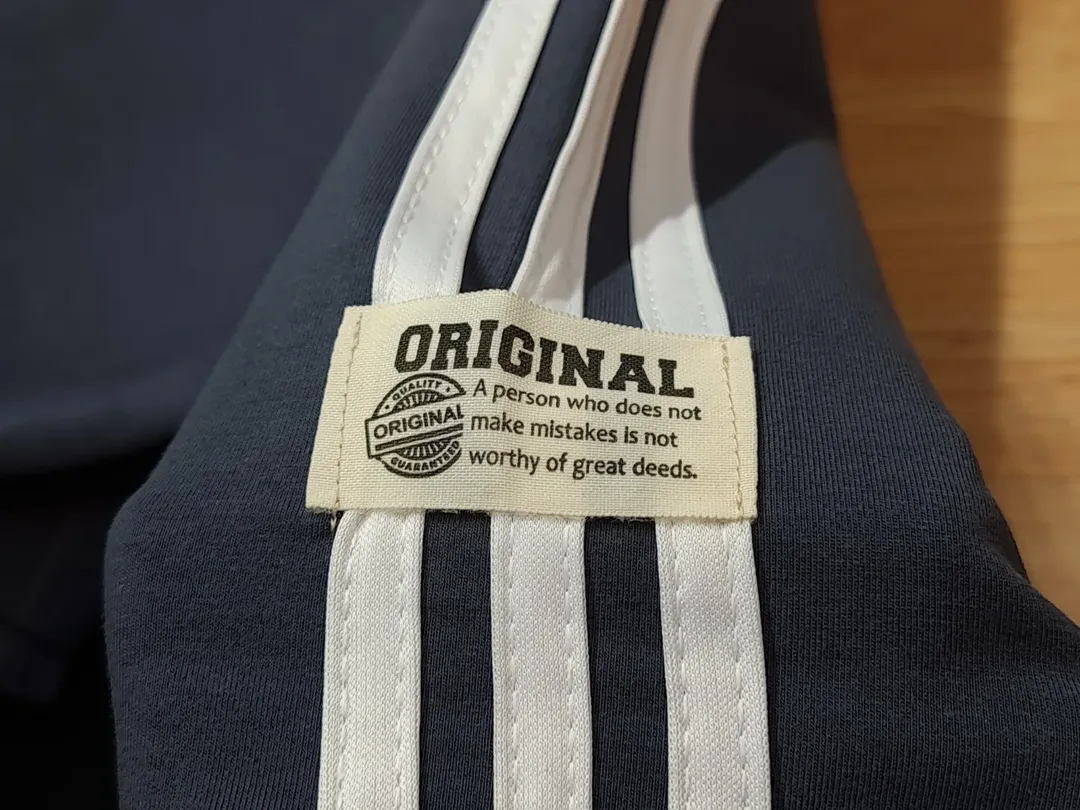 ORIGINAL
QUALITY
ORIGINAL
GUARANTEED
A person who does not
make mistakes is not
worthy of great deeds.